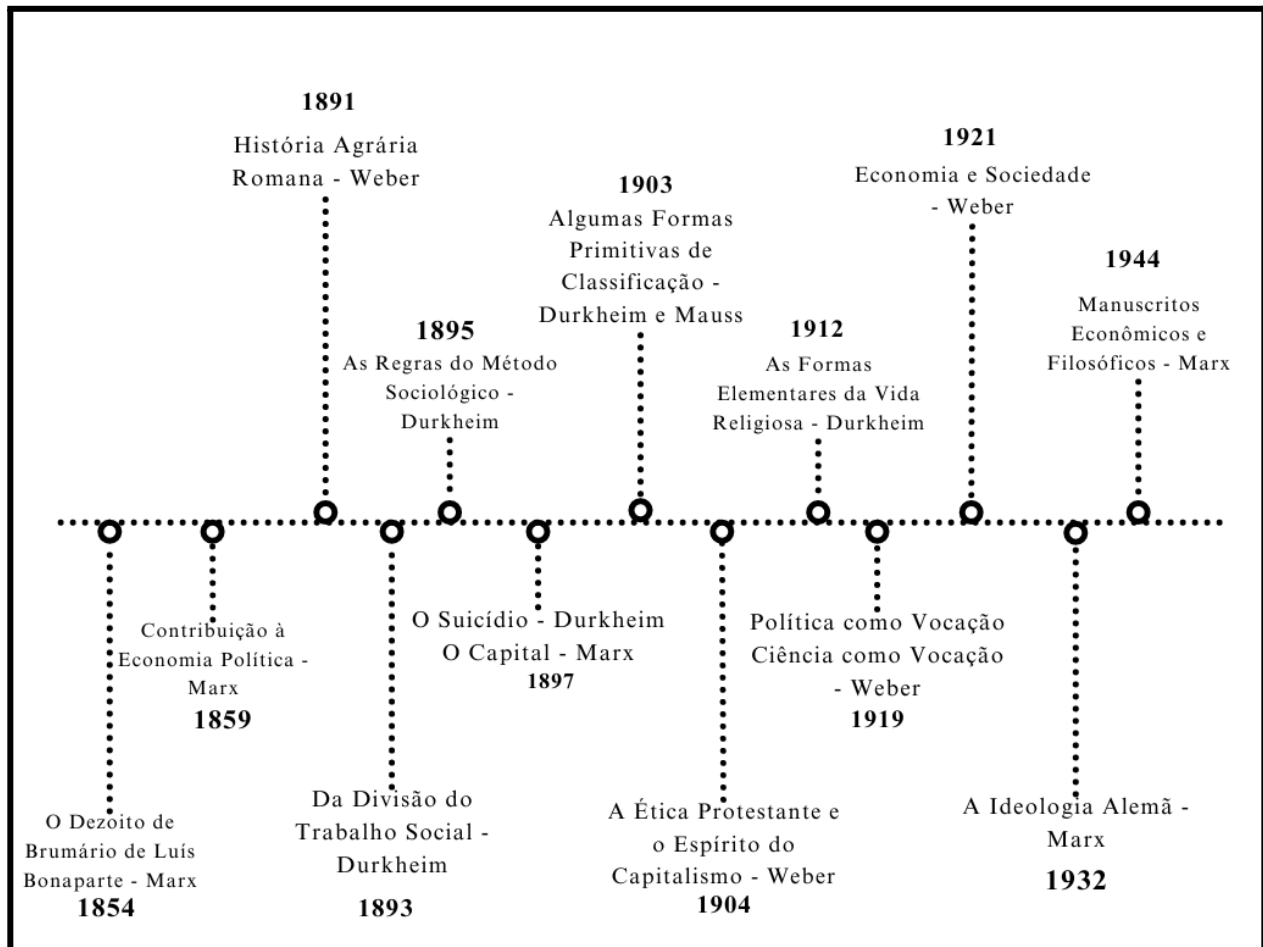 1891
História Agrária
Romana - Weber
1895
As Regras do Método
Sociológico -
Durkheim
1903
Algumas Formas
Primitivas de
Classificação -
Durkheim e Mauss
1912
As Formas
Elementares da Vida
Religiosa - Durkheim
1921
Economia e Sociedade
- Weber
1944
Manuscritos
Econômicos e
Filosóficos - Marx
O Dezoito de
Brumário de Luís
Bonaparte - Marx
1854
Contribuição à
Economia Política -
Marx
1859
Da Divisão do
Trabalho Social -
Durkheim
1893
O Suicídio - Durkheim
O Capital - Marx
1897
A Ética Protestante e
o Espírito do
Capitalismo - Weber
1904
Política como Vocação
Ciência como Vocação
- Weber
1919
A Ideologia Alemã -
Marx
1932